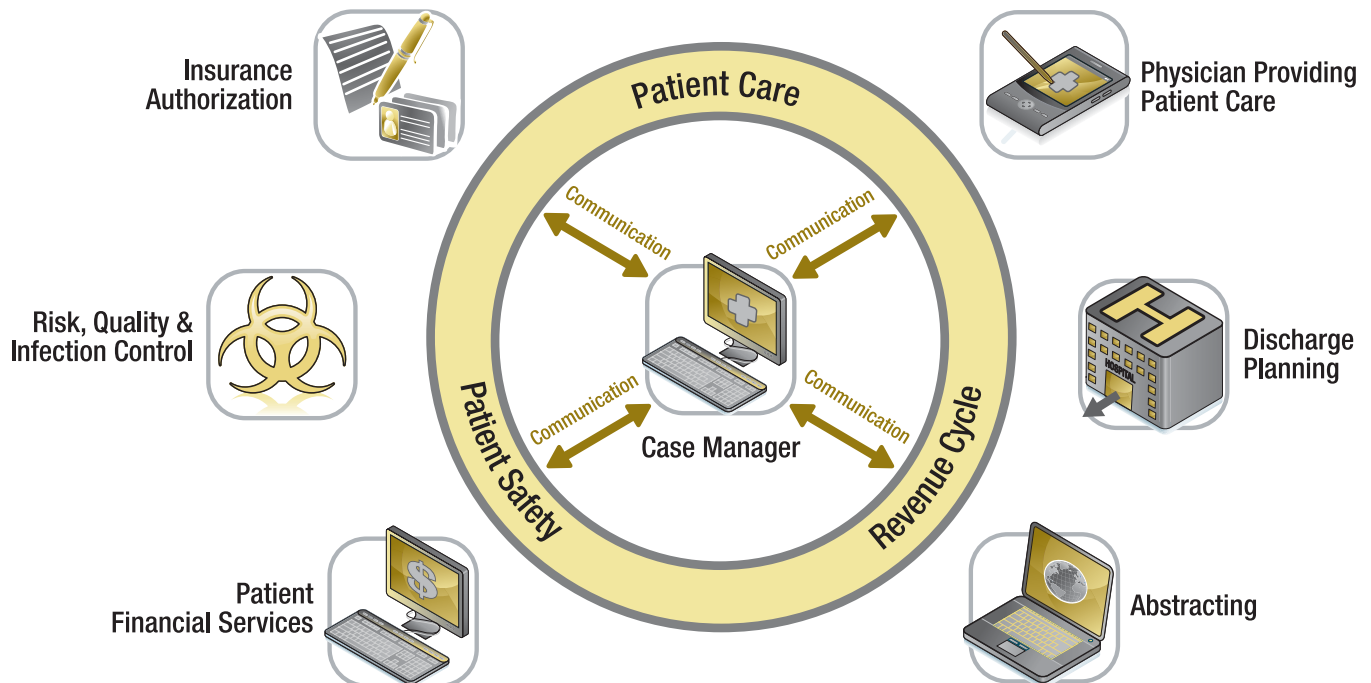 Insurance
Authorization
Patient Care
Physician Providing
Patient Care
Communication
Communication
Risk, Quality &
Infection Control
HOSPITAL
Discharge
Planning
Communication
Communication
Case Manager
Patient Safety
Revenue Cycle
Patient
Financial Services
$
Abstracting